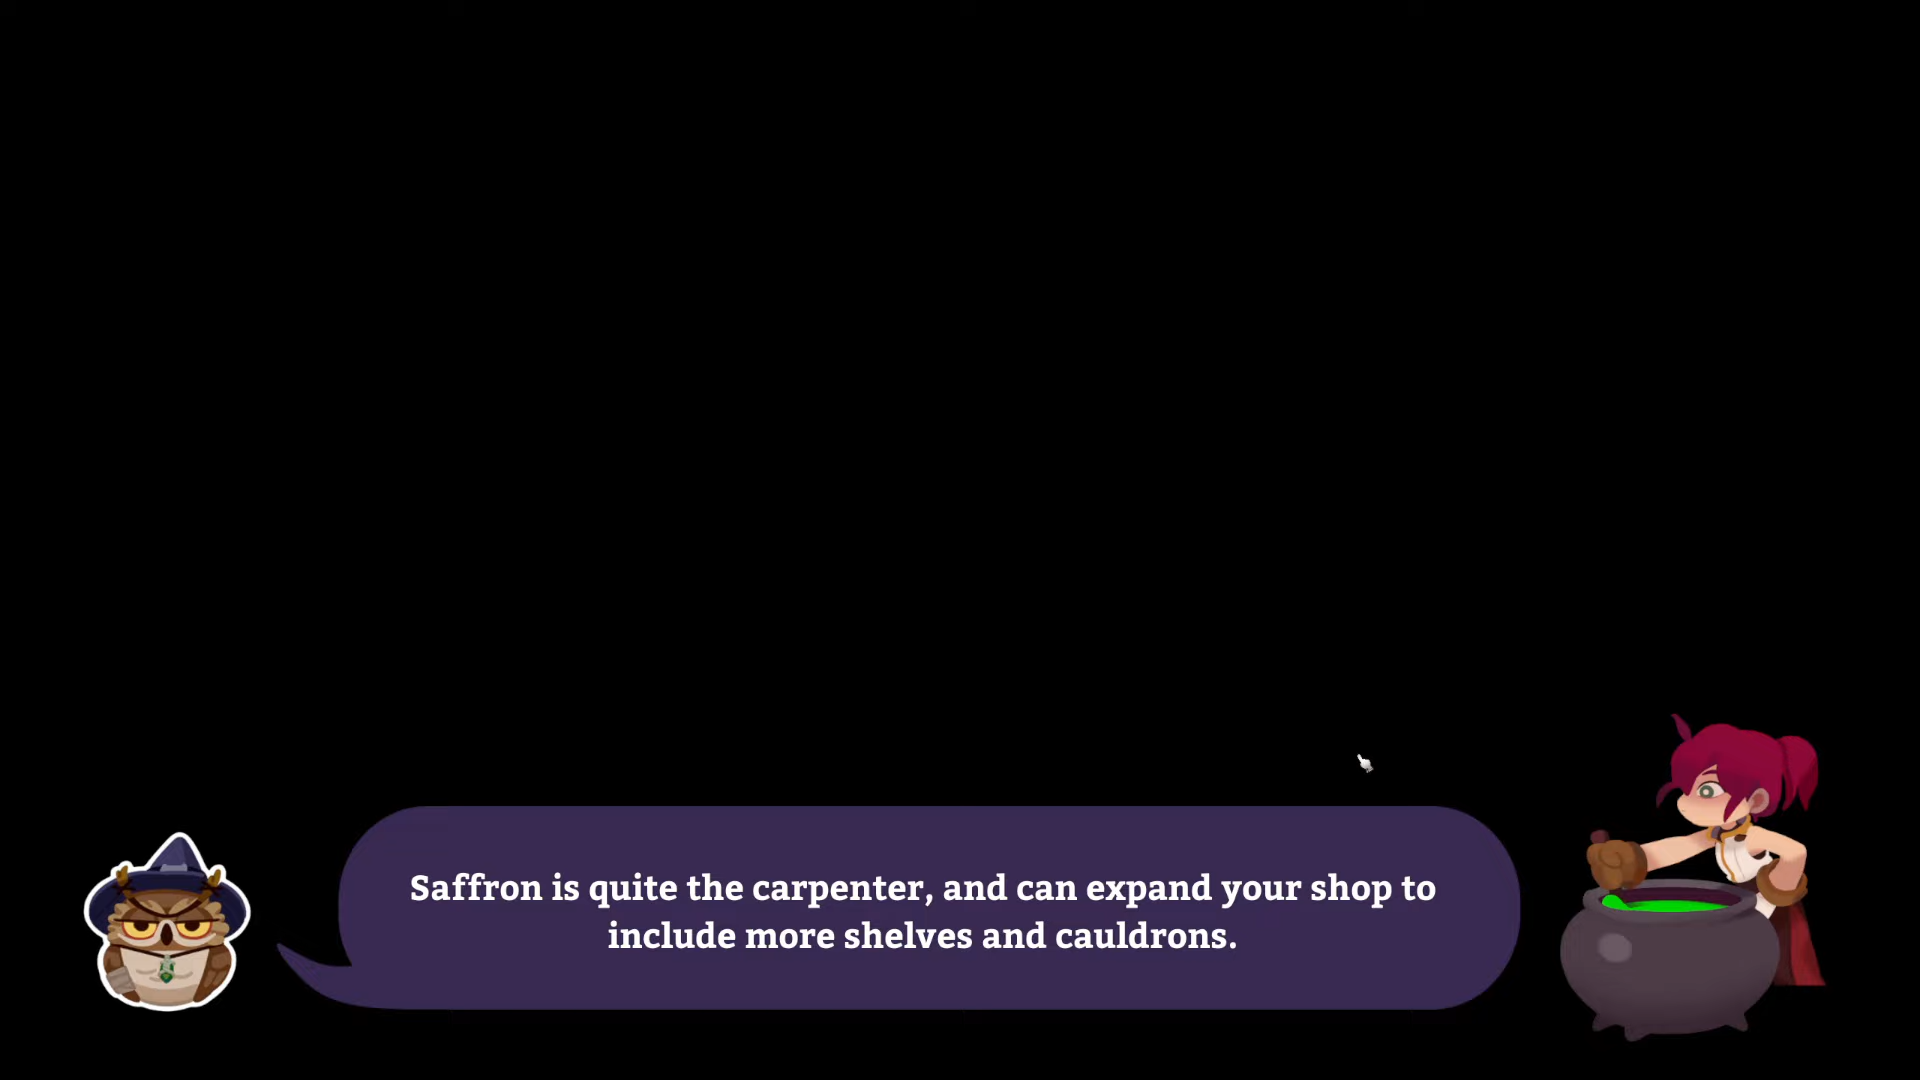 Saffron is quite the carpenter, and can expand your shop to
include more shelves and cauldrons.